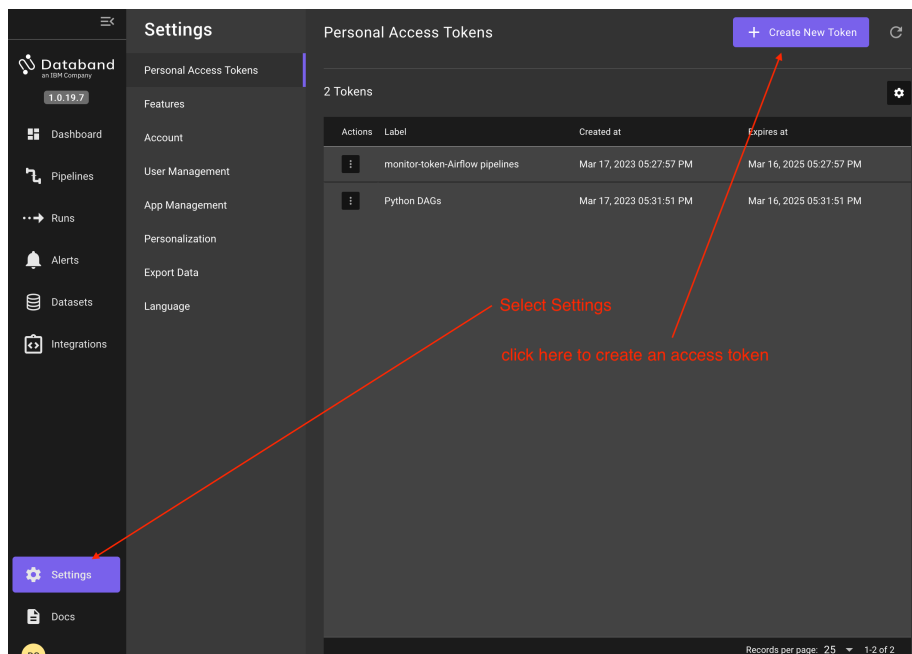 Databand
an IBM Company
1.0.19.7
Dashboard
Pipelines
Runs
Alerts
Datasets
Integrations
Settings
Docs
Settings
Personal Access Tokens
Features
Account
User Management
App Management
Personalization
Export Data
Language
Personal Access Tokens
+ Create New Token
2 Tokens
Actions Label Created at Expires at
monitor-token-Airflow pipelines Mar 17, 2023 05:27:57 PM Mar 16, 2025 05:27:57 PM
Python DAGs Mar 17, 2023 05:31:51 PM Mar 16, 2025 05:31:51 PM
Select Settings
click here to create an access token
Records per page: 25 1-2 of 2